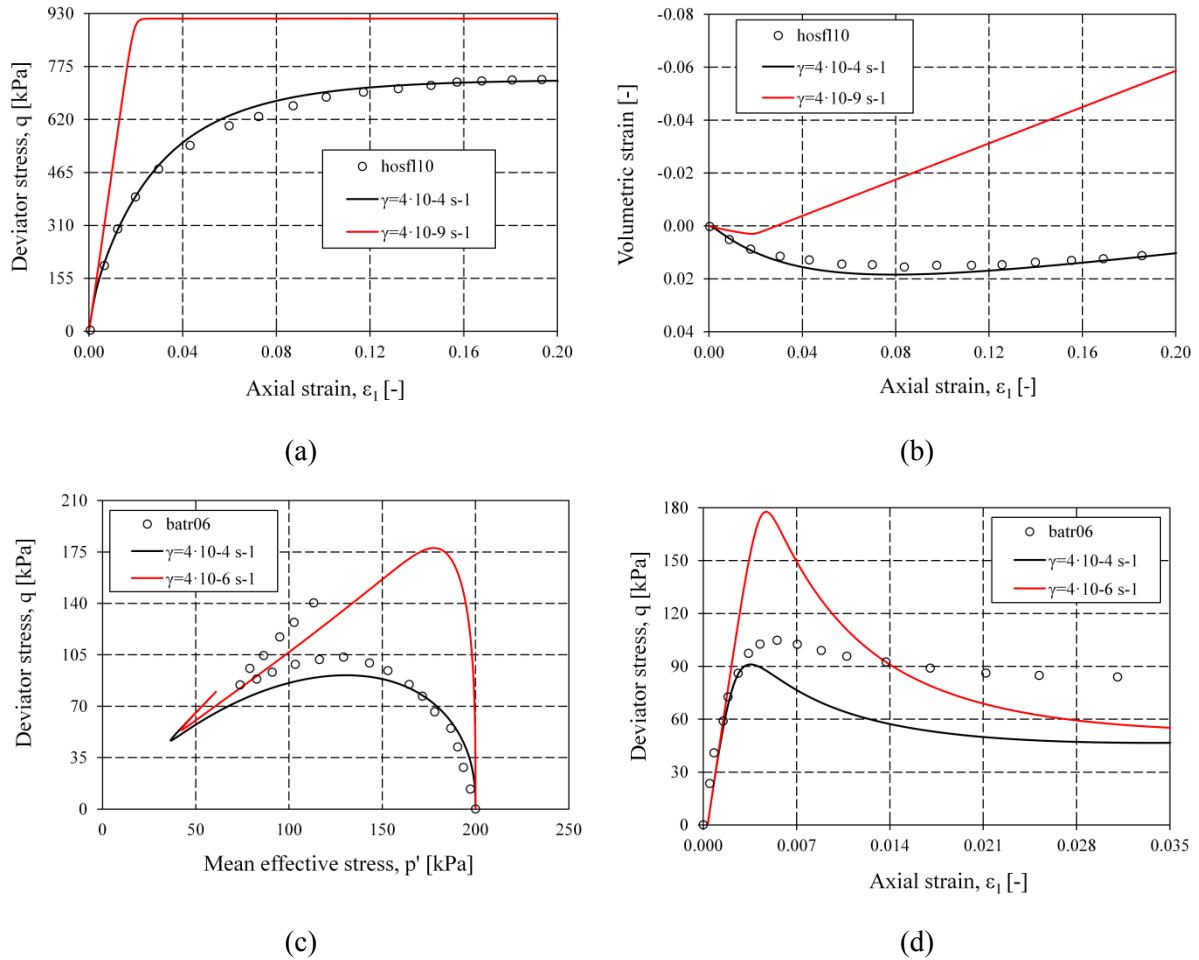 930
775
620
465
310
155
0
Deviator stress, q [kPa]
hosfl10
γ=4·10-4 s-1
γ=4·10-9 s-1
0.00
0.04
0.08
0.12
0.16
0.20
Axial strain, ε1 [-]
(a)
-0.08
-0.06
-0.04
-0.02
0.00
0.02
0.04
Volumetric strain [-]
hosfl10
γ=4·10-4 s-1
γ=4·10-9 s-1
0.00
0.04
0.08
0.12
0.16
0.20
Axial strain, ε1 [-]
(b)
210
175
140
105
70
35
0
Deviator stress, q [kPa]
batr06
γ=4·10-4 s-1
γ=4·10-6 s-1
0
50
100
150
200
250
Mean effective stress, p' [kPa]
(c)
180
150
120
90
60
30
0
Deviator stress, q [kPa]
batr06
γ=4·10-4 s-1
γ=4·10-6 s-1
0.000
0.007
0.014
0.021
0.028
0.035
Axial strain, ε1 [-]
(d)